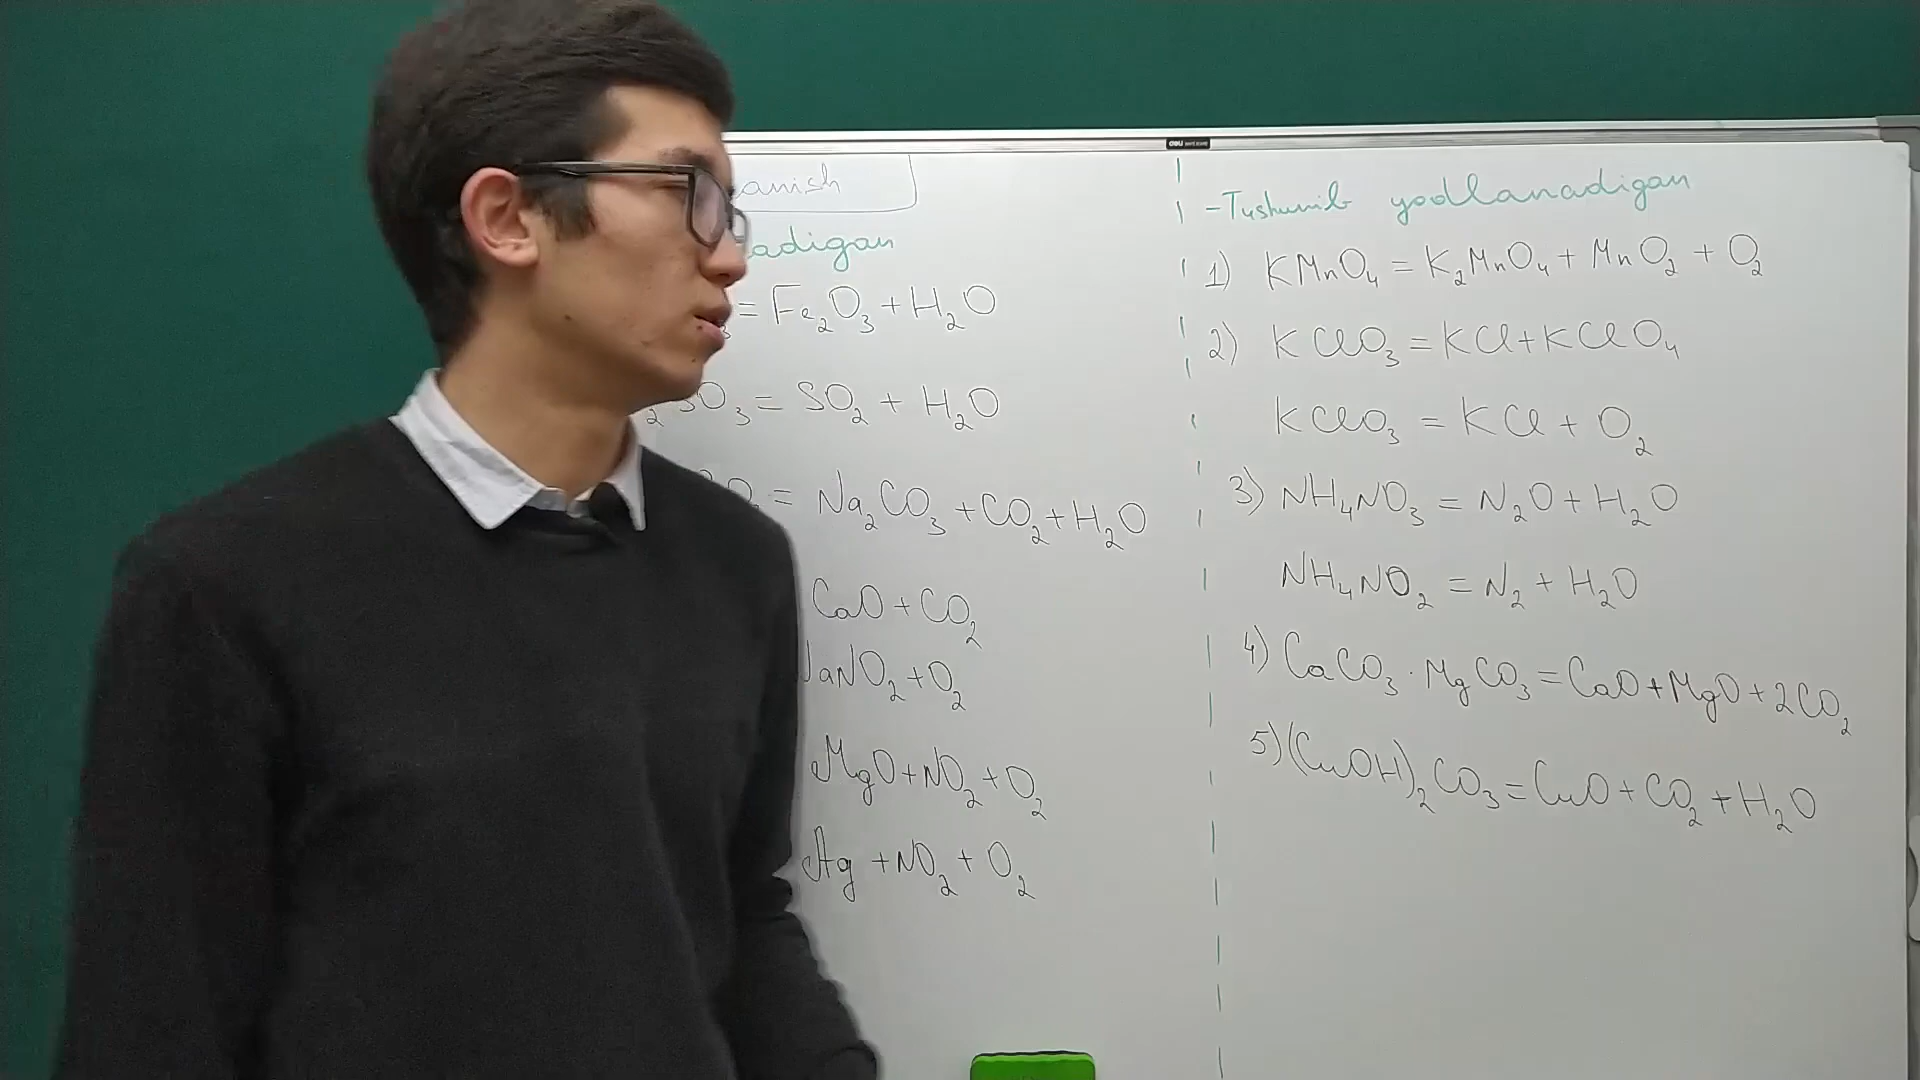 deli
anish
adigan
= Fe₂O₃ + H₂O
₂SO₃ = SO₂ + H₂O
= Na₂CO₃ + CO₂ + H₂O
CaO + CO₂
NaNO₂ + O₂
MgO + NO₂ + O₂
Ag + NO₂ + O₂
- Tushunib yodlanadigan
1) KMnO₄ = K₂MnO₄ + MnO₂ + O₂
2) KClO₃ = KCl + KClO₄
KClO₃ = KCl + O₂
3) NH₄NO₃ = N₂O + H₂O
NH₄NO₂ = N₂ + H₂O
4) CaCO₃ · MgCO₃ = CaO + MgO + 2CO₂
5) (CuOH)₂CO₃ = CuO + CO₂ + H₂O